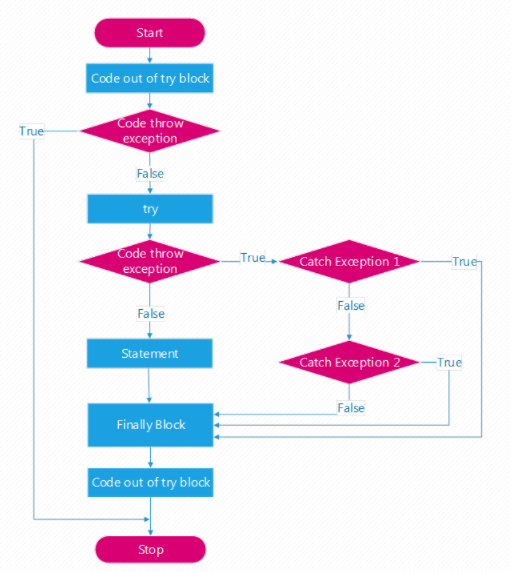 Start
Code out of try block
Code throw
exception
True
False
try
Code throw
exception
True
Catch Exception 1
True
False
False
Statement
Catch Exception 2
True
False
Finally Block
Code out of try block
Stop